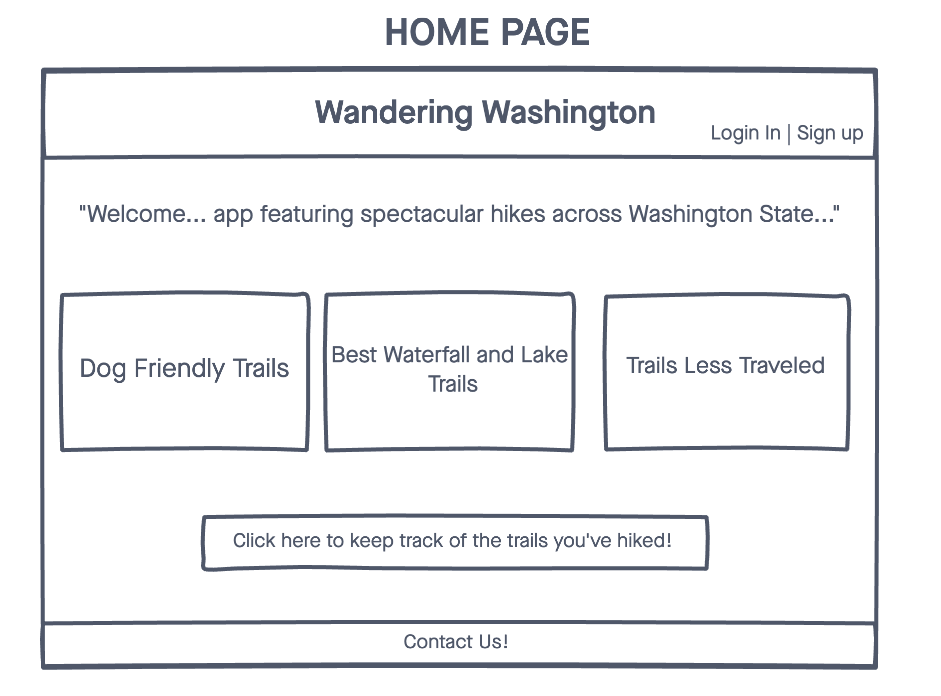 HOME PAGE
Wandering Washington
Login In | Sign up
"Welcome... app featuring spectacular hikes across Washington State..."
Dog Friendly Trails
Best Waterfall and Lake
Trails
Trails Less Traveled
Click here to keep track of the trails you've hiked!
Contact Us!